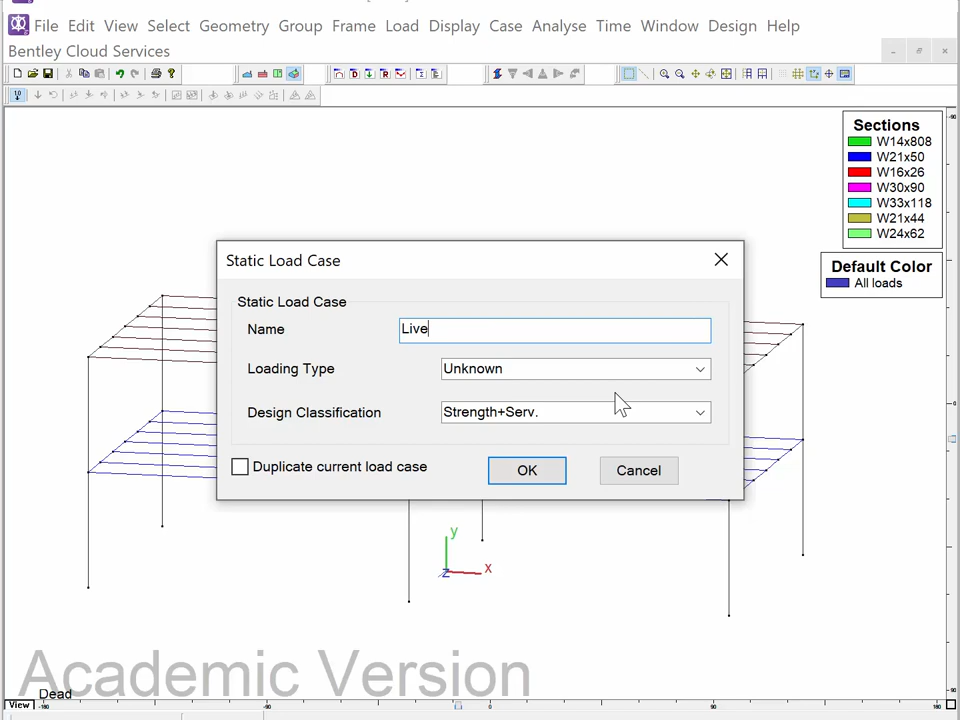 File Edit View Select Geometry Group Frame Load Display Case Analyse Time Window Design Help
Bentley Cloud Services
Sections
W14x808
W21x50
W16x26
W30x90
W33x118
W21x44
W24x62
Default Color
All loads
Static Load Case
Static Load Case
Name Live
Loading Type Unknown
Design Classification Strength+Serv.
Duplicate current load case OK Cancel
y
x
z
Academic Version
Dead
View